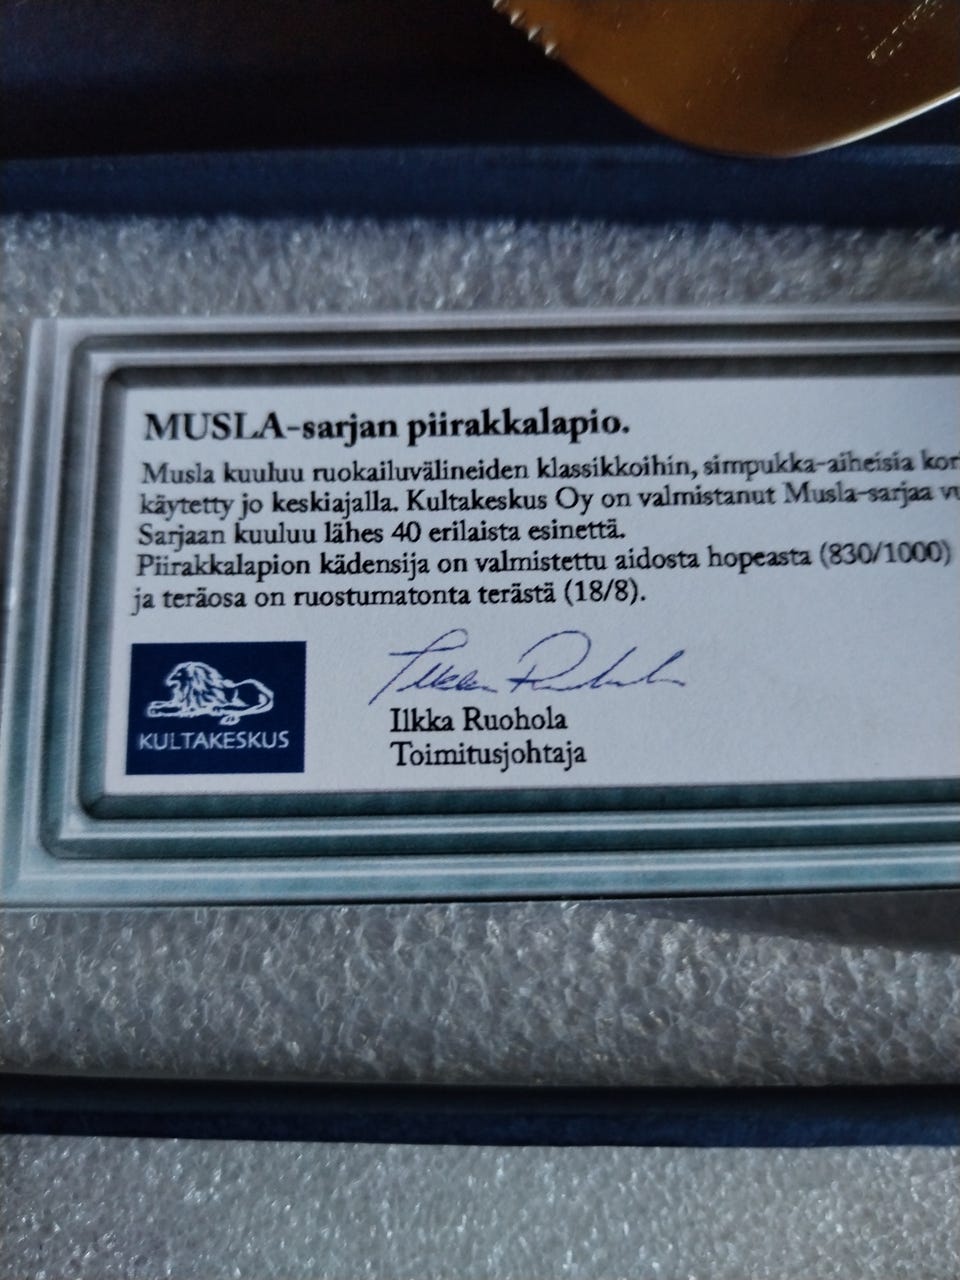 MUSLA-sarjan piirakkalapio.
Musla kuuluu ruokailuvälineiden klassikkoihin, simpukka-aiheisia
käytetty jo keskiajalla. Kultakeskus Oy on valmistanut Musla-sarjaa
Sarjaan kuuluu lähes 40 erilaista esinettä.
Piirakkalapion kädensija on valmistettu aidosta hopeasta (830/1000)
ja teräosa on ruostumatonta terästä (18/8).
KULTAKESKUS
Ilkka Ruohola
Ilkka Ruohola
Toimitusjohtaja